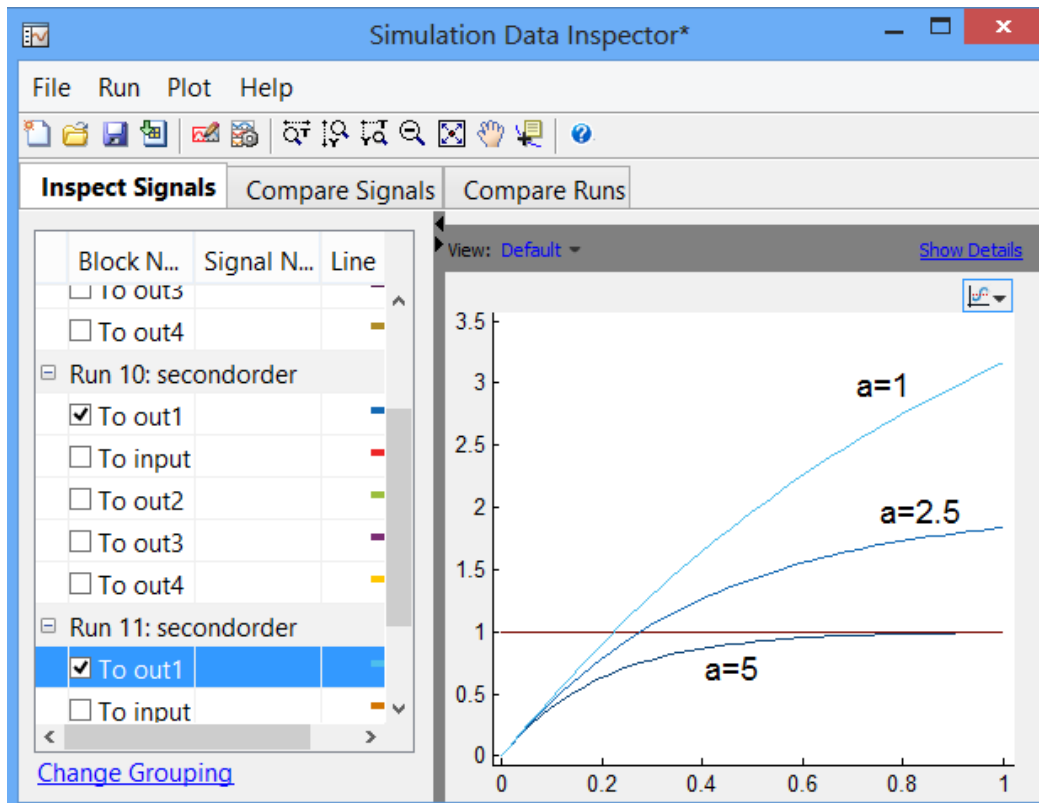 Simulation Data Inspector*
File Run Plot Help
Inspect Signals Compare Signals Compare Runs
Block N... Signal N... Line
View: Default Show Details
To out3
To out4
Run 10: secondorder
To out1
To input
To out2
To out3
To out4
Run 11: secondorder
To out1
To input
Change Grouping
3.5
3
2.5
2
1.5
1
0.5
0
a=1
a=2.5
a=5
0 0.2 0.4 0.6 0.8 1